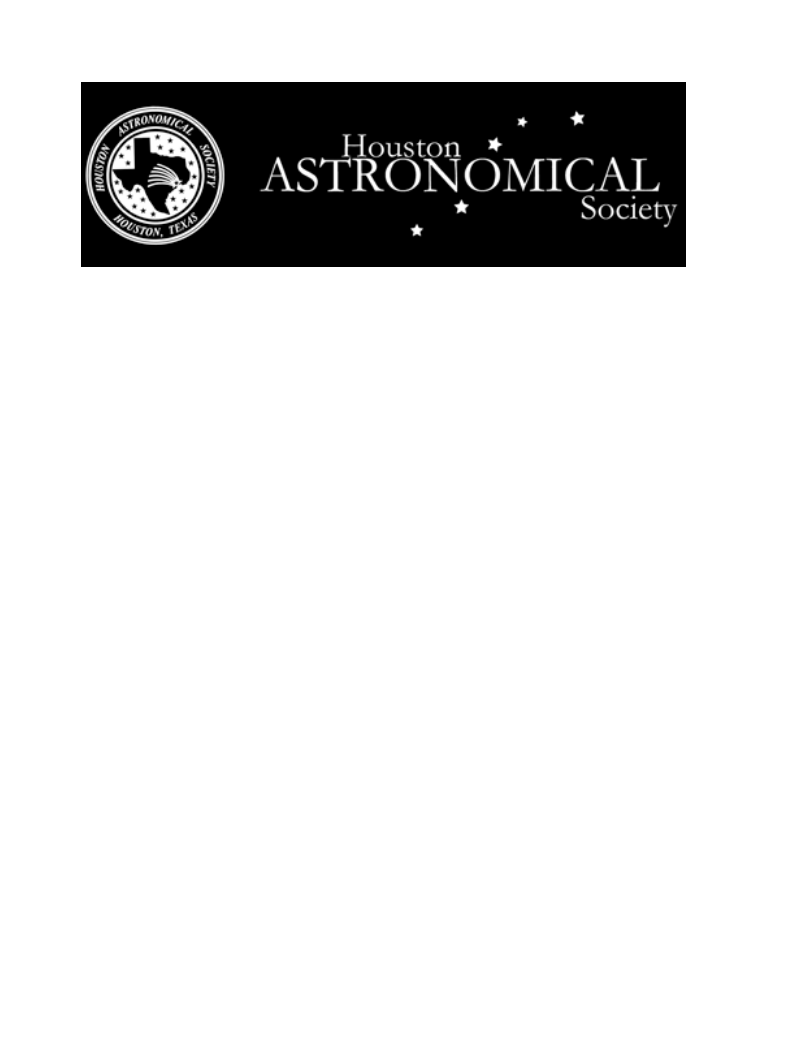 HOUSTON ASTRONOMICAL SOCIETY
HOUSTON, TEXAS
Houston
ASTRONOMICAL
Society